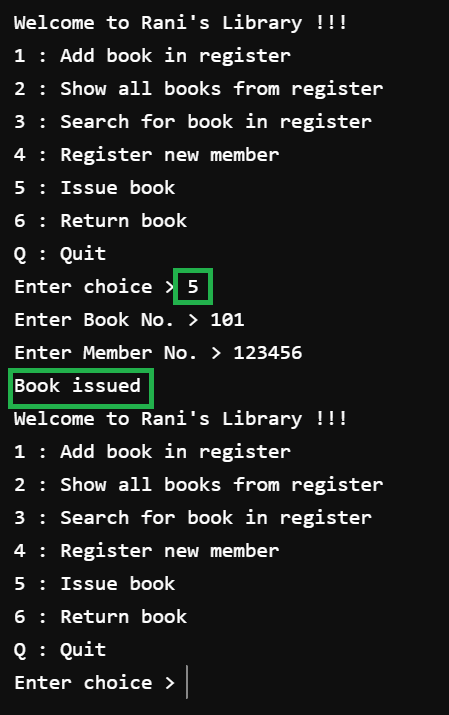 Welcome to Rani's Library !!!
1 : Add book in register
2 : Show all books from register
3 : Search for book in register
4 : Register new member
5 : Issue book
6 : Return book
Q : Quit
Enter choice > 5
Enter Book No. > 101
Enter Member No. > 123456
Book issued
Welcome to Rani's Library !!!
1 : Add book in register
2 : Show all books from register
3 : Search for book in register
4 : Register new member
5 : Issue book
6 : Return book
Q : Quit
Enter choice >